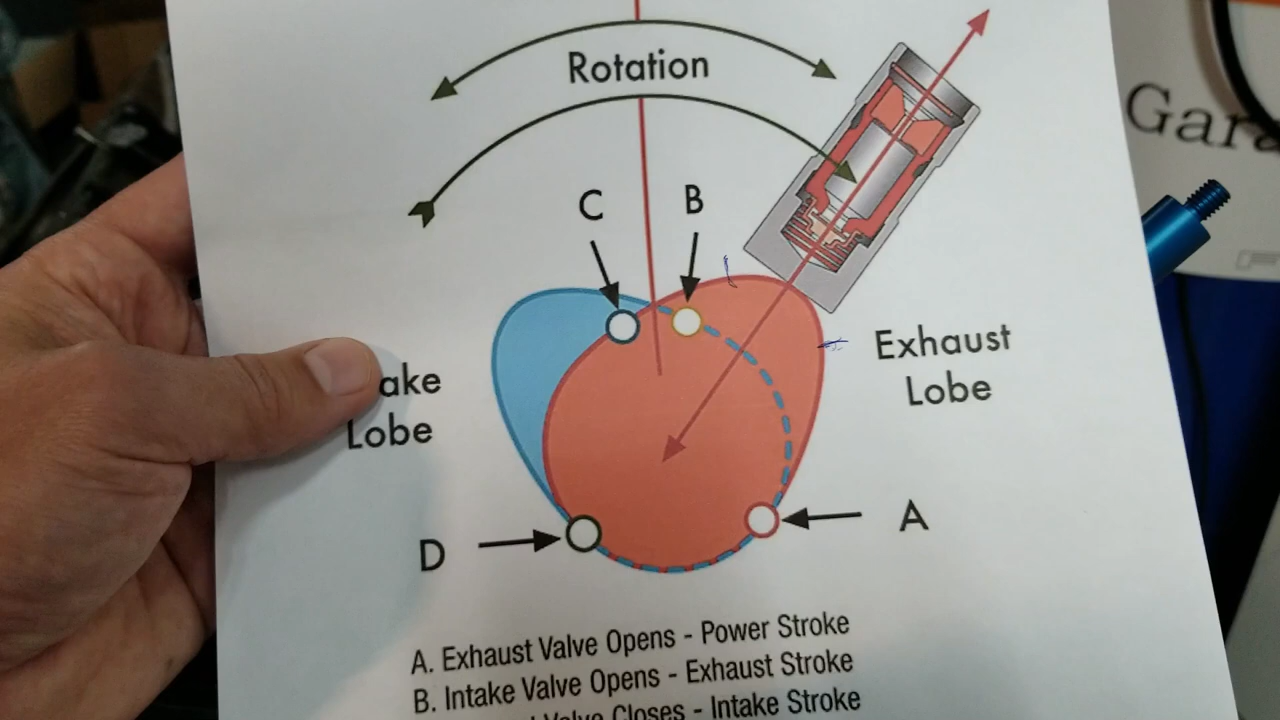 Rotation
C
B
Exhaust
Lobe
ake
Lobe
A
D
A. Exhaust Valve Opens - Power Stroke
B. Intake Valve Opens - Exhaust Stroke
Valve Closes - Intake Stroke
Gara